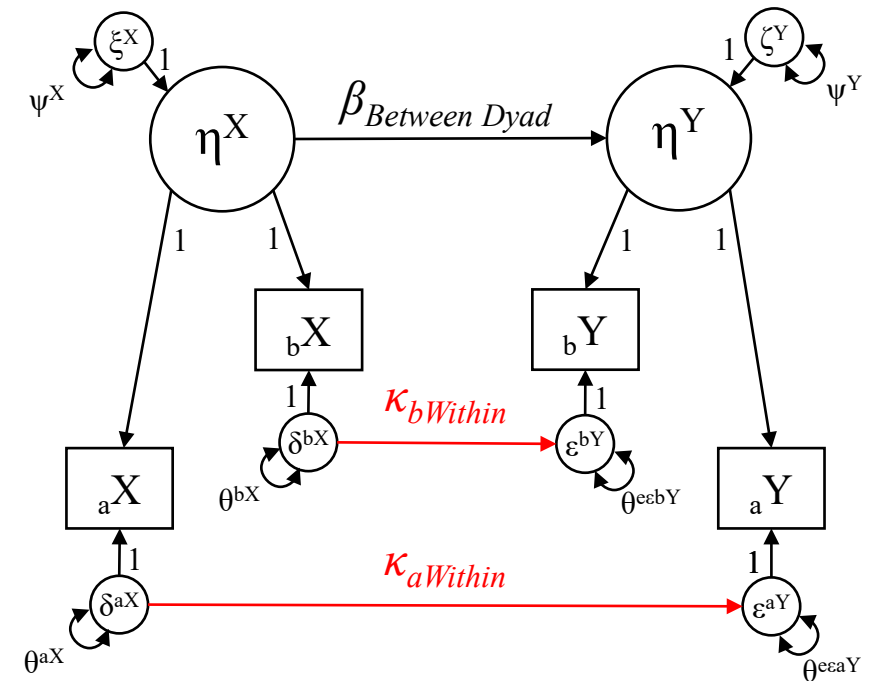 ξX 1 1 ζY
ψX ψY
ηX βBetween Dyad ηY
1 1 1 1
bX bY
1 κbWithin 1
δbX εbY
aX θbX θeεbY aY
1 κaWithin 1
δaX εaY
θaX θeεaY